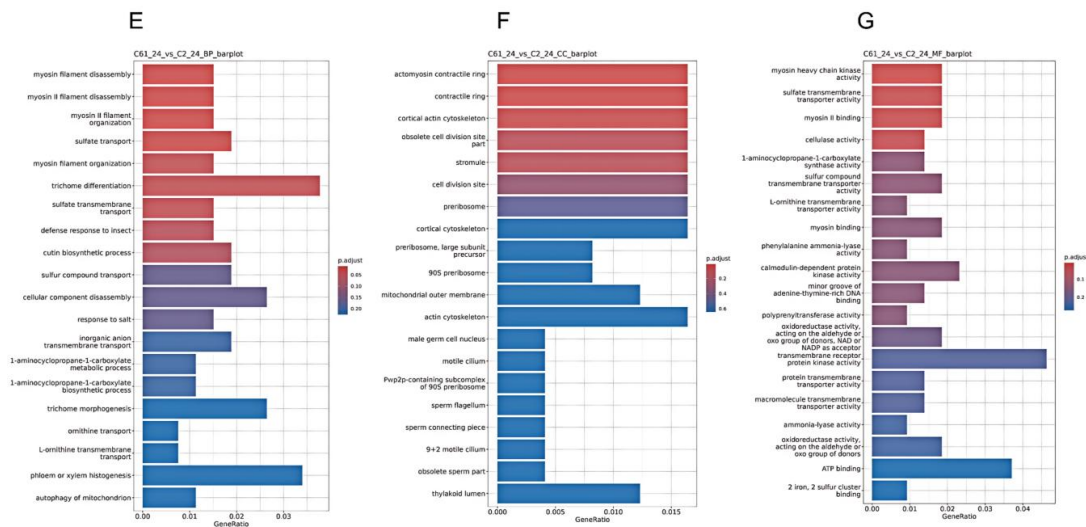 E
F
G
C61_24_vs_C2_24_BP_barplot
myosin filament disassembly
myosin II filament disassembly
myosin II filament
organization
sulfate transport
myosin filament organization
trichome differentiation
sulfate transmembrane
transport
defense response to insect
cutin biosynthetic process
sulfur compound transport
cellular component disassembly
response to salt
inorganic anion
transmembrane transport
1-aminocyclopropane-1-carboxylate
metabolic process
1-aminocyclopropane-1-carboxylate
biosynthetic process
trichome morphogenesis
ornithine transport
L-ornithine transmembrane
transport
phloem or xylem histogenesis
autophagy of mitochondrion
0.00 0.01 0.02 0.03
GeneRatio
p.adjust
0.05
0.10
0.15
0.20
C61_24_vs_C2_24_CC_barplot
actomyosin contractile ring
contractile ring
cortical actin cytoskeleton
obsolete cell division site
part
stromule
cell division site
preribosome
cortical cytoskeleton
preribosome, large subunit
precursor
90S preribosome
mitochondrial outer membrane
actin cytoskeleton
male germ cell nucleus
motile cilium
Pwp2p-containing subcomplex
of 90S preribosome
sperm flagellum
sperm connecting piece
9+2 motile cilium
obsolete sperm part
thylakoid lumen
0.000 0.005 0.010 0.015
GeneRatio
p.adjust
0.2
0.4
0.6
C61_24_vs_C2_24_MF_barplot
myosin heavy chain kinase
activity
sulfate transmembrane
transporter activity
myosin II binding
cellulase activity
1-aminocyclopropane-1-carboxylate
synthase activity
sulfur compound
transmembrane transporter
activity
L-ornithine transmembrane
transporter activity
myosin binding
phenylalanine ammonia-lyase
activity
calmodulin-dependent protein
kinase activity
minor groove of
adenine-thymine-rich DNA
binding
polyprenyltransferase activity
oxidoreductase activity,
acting on the aldehyde or
oxo group of donors, NAD or
NADP as acceptor
transmembrane receptor
protein kinase activity
protein transmembrane
transporter activity
macromolecule transmembrane
transporter activity
ammonia-lyase activity
oxidoreductase activity,
acting on the aldehyde or
oxo group of donors
ATP binding
2 iron, 2 sulfur cluster
binding
0.00 0.01 0.02 0.03 0.04
GeneRatio
p.adjust
0.1
0.2